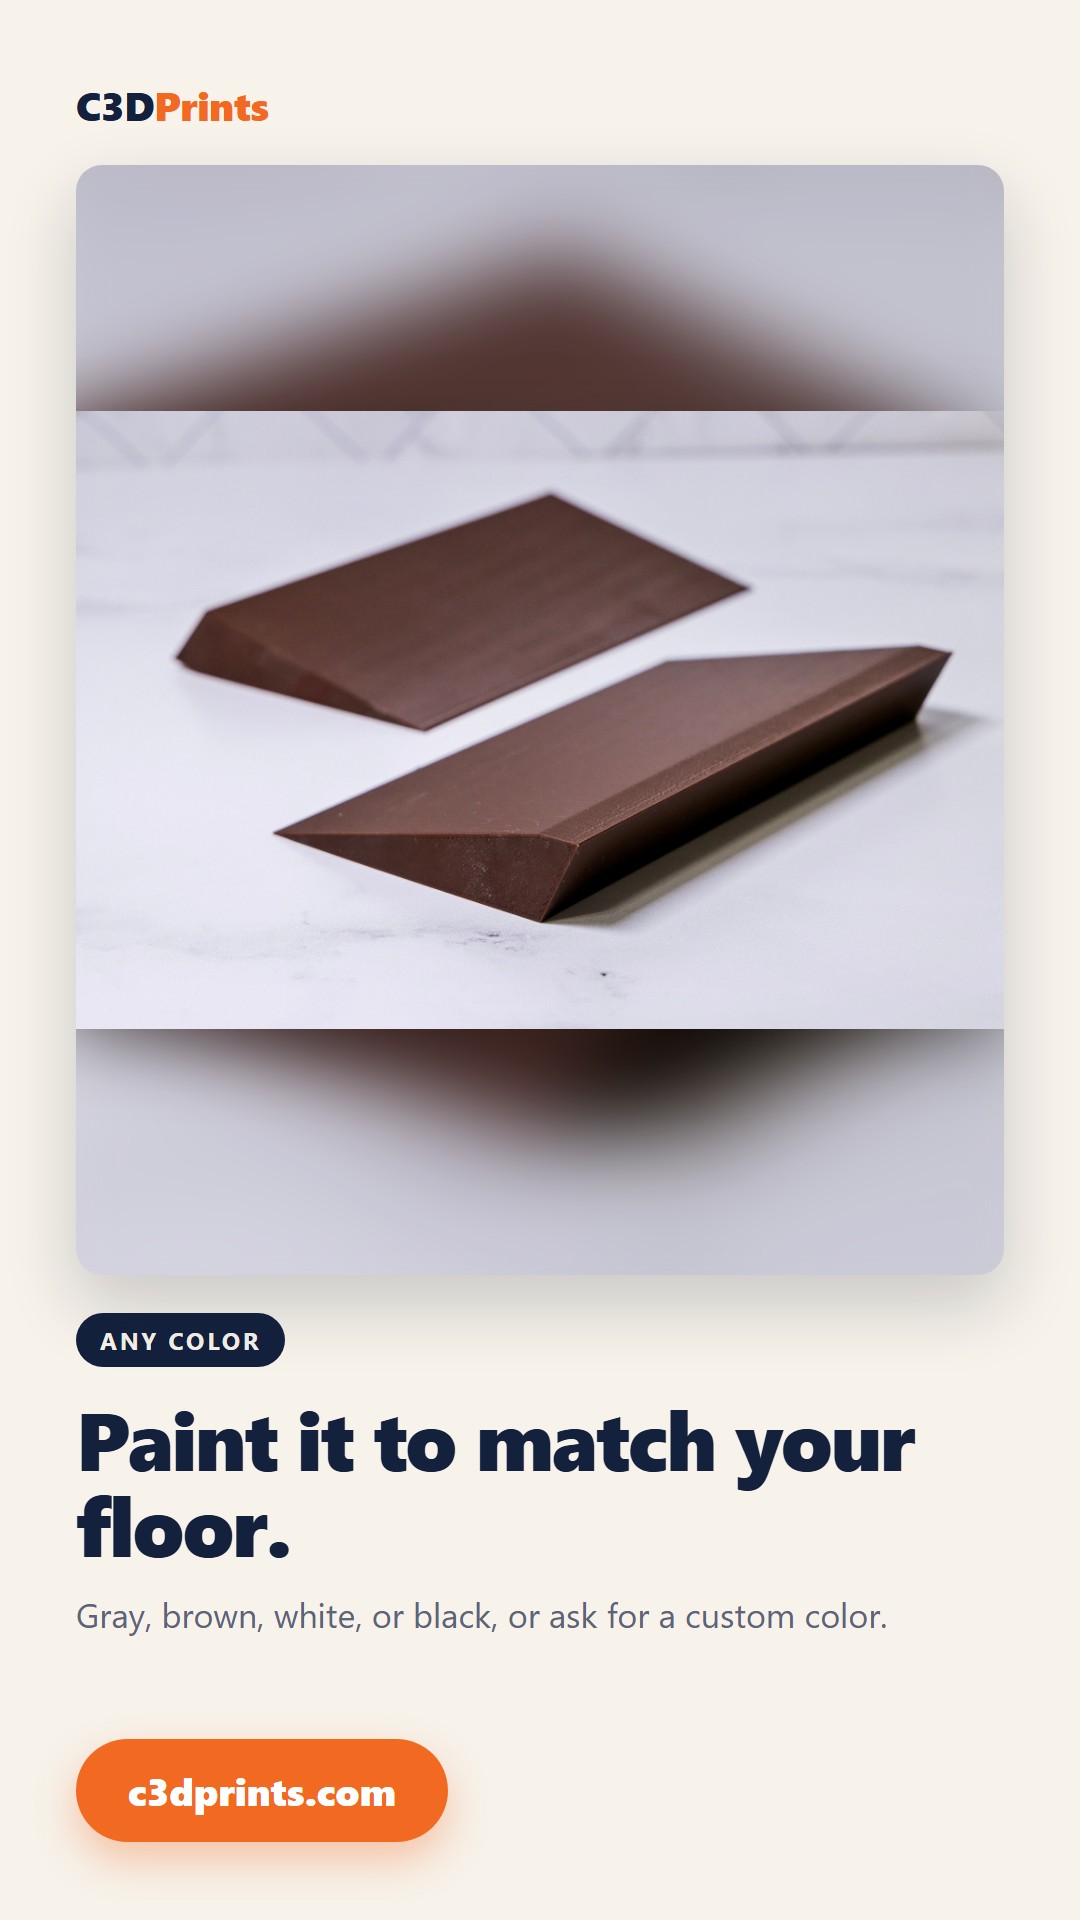 C3DPrints
ANY COLOR
Paint it to match your
floor.
Gray, brown, white, or black, or ask for a custom color.
c3dprints.com